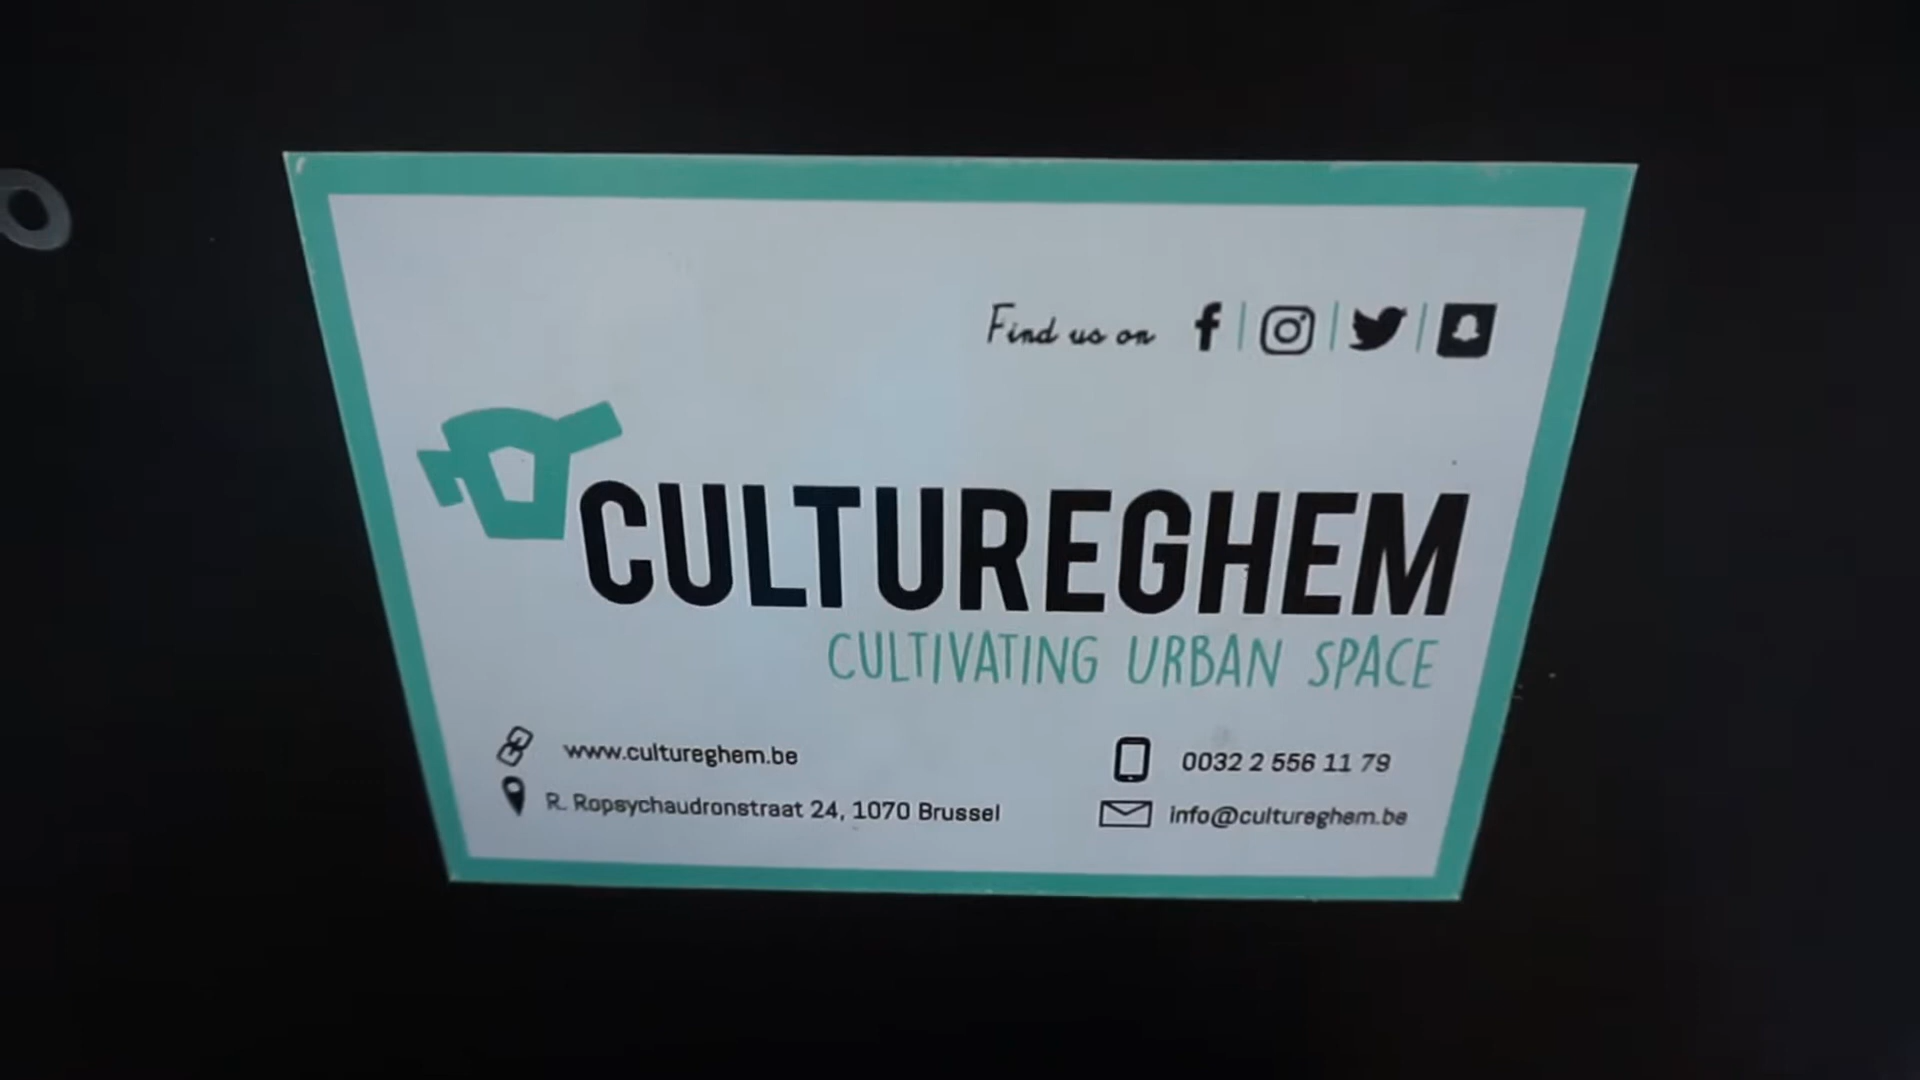 Find us on
CULTUREGHEM
CULTIVATING URBAN SPACE
www.cultureghem.be
0032 2 556 11 79
R. Ropsychaudronstraat 24, 1070 Brussel
info@cultureghem.be